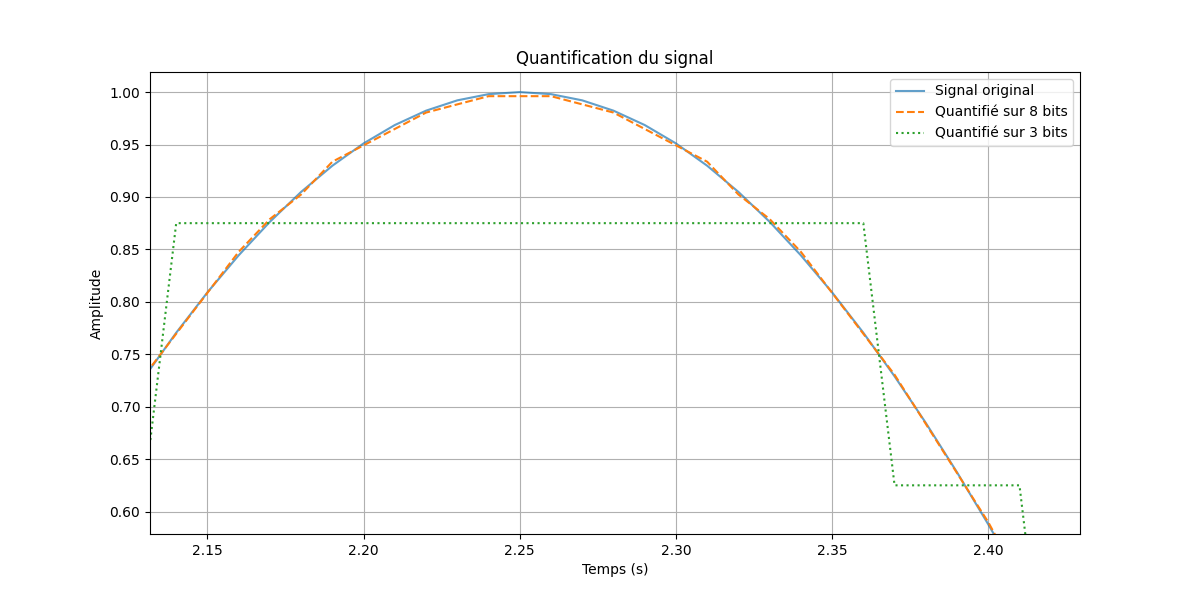 Quantification du signal
Signal original
Quantifié sur 8 bits
Quantifié sur 3 bits
Amplitude
1.00
0.95
0.90
0.85
0.80
0.75
0.70
0.65
0.60
2.15 2.20 2.25 2.30 2.35 2.40
Temps (s)